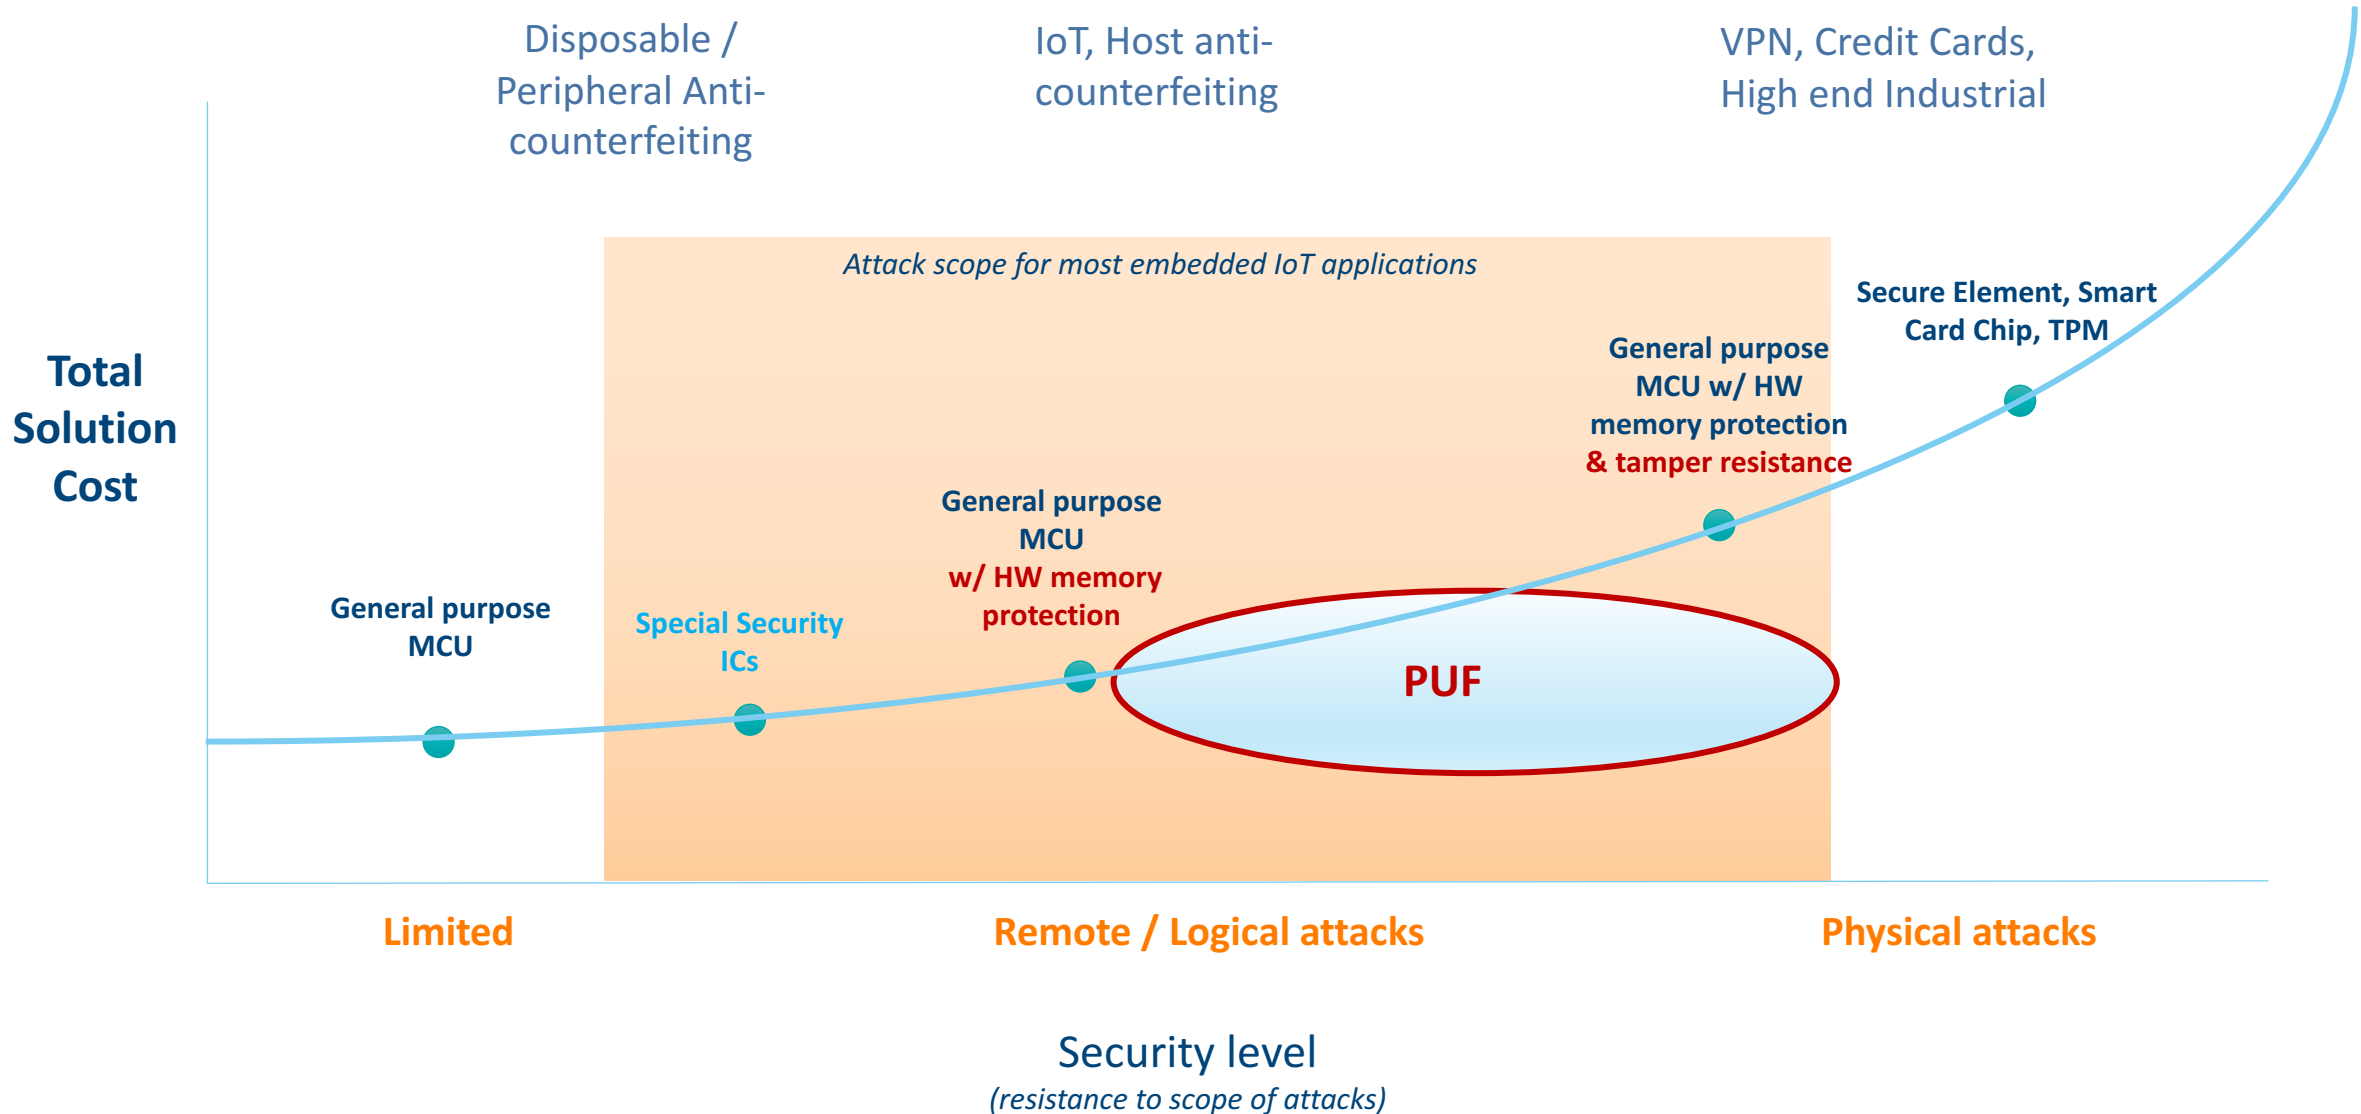 Disposable /
Peripheral Anti-
counterfeiting
IoT, Host anti-
counterfeiting
VPN, Credit Cards,
High end Industrial
Attack scope for most embedded IoT applications
Total
Solution
Cost
General purpose
MCU
Special Security
ICs
General purpose
MCU
w/ HW memory
protection
PUF
General purpose
MCU w/ HW
memory protection
& tamper resistance
Secure Element, Smart
Card Chip, TPM
Limited
Remote / Logical attacks
Physical attacks
Security level
(resistance to scope of attacks)